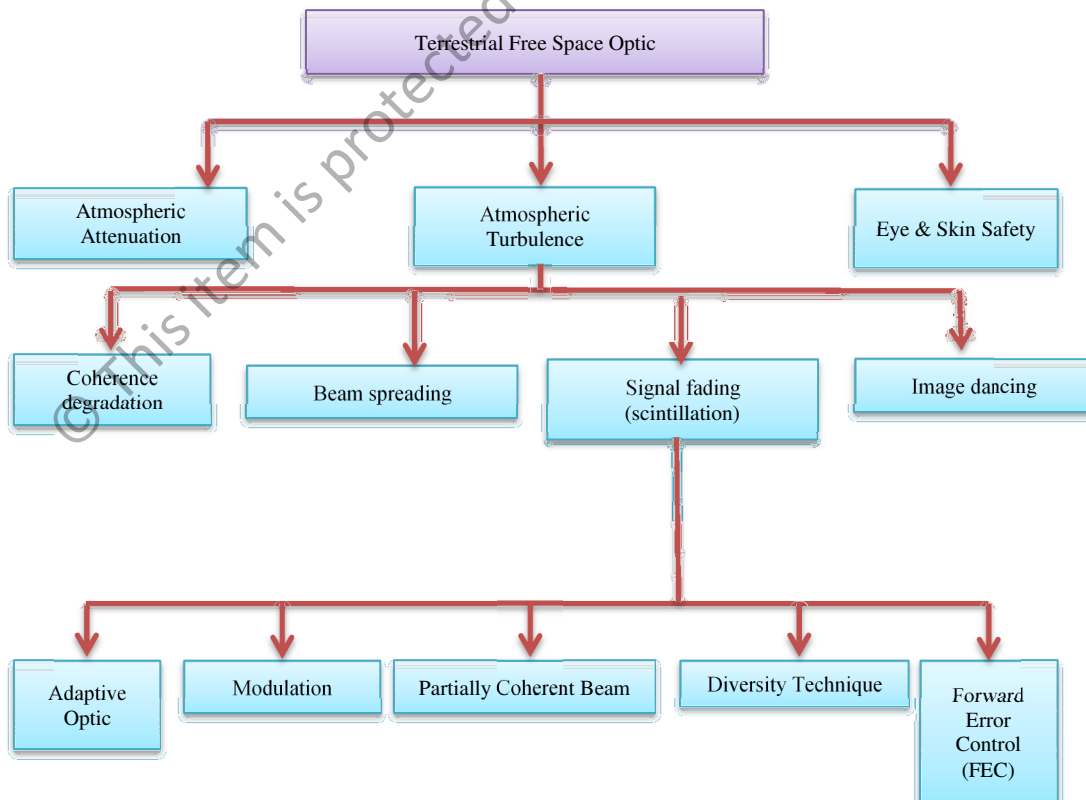 Terrestrial Free Space Optic
Atmospheric
Attenuation
Atmospheric
Turbulence
Eye & Skin Safety
Coherence
degradation
Beam spreading
Signal fading
(scintillation)
Image dancing
Adaptive
Optic
Modulation
Partially Coherent Beam
Diversity Technique
Forward
Error
Control
(FEC)
© This item is protected